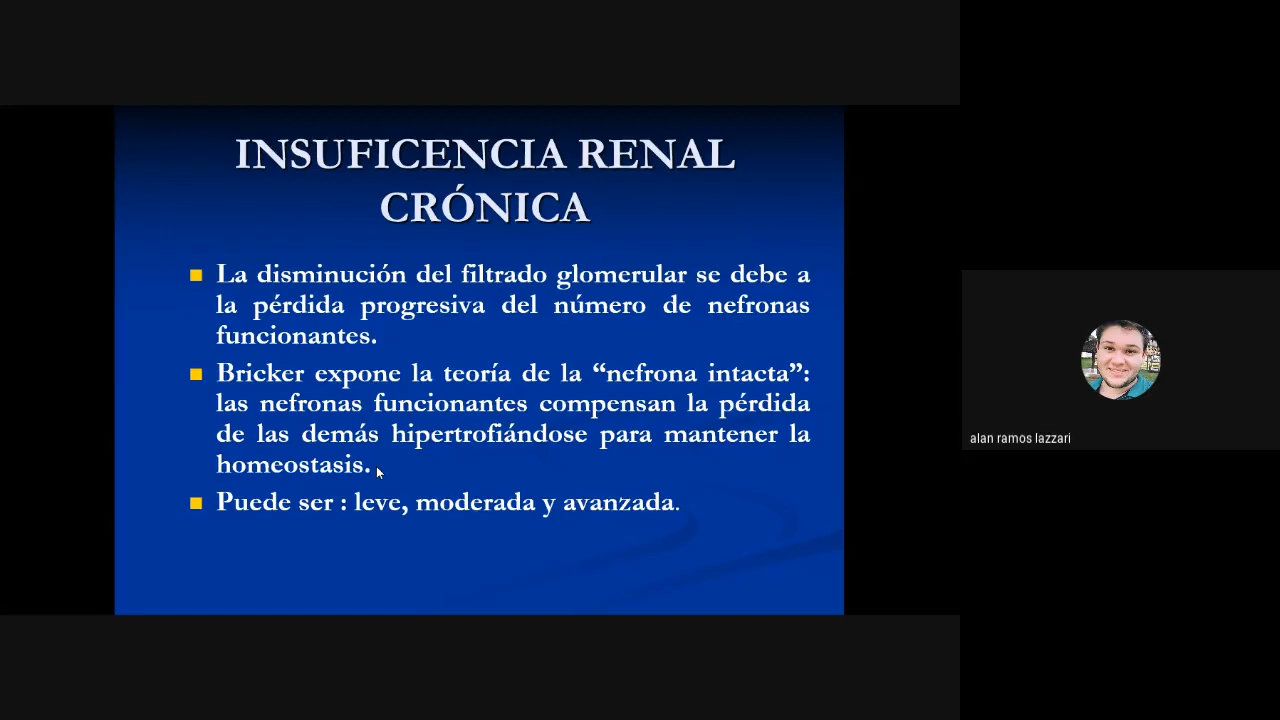 INSUFICENCIA RENAL
CRÓNICA
La disminución del filtrado glomerular se debe a
la pérdida progresiva del número de nefronas
funcionantes.
Bricker expone la teoría de la “nefrona intacta”:
las nefronas funcionantes compensan la pérdida
de las demás hipertrofiándose para mantener la
homeostasis.
Puede ser : leve, moderada y avanzada.
alan ramos lazzari